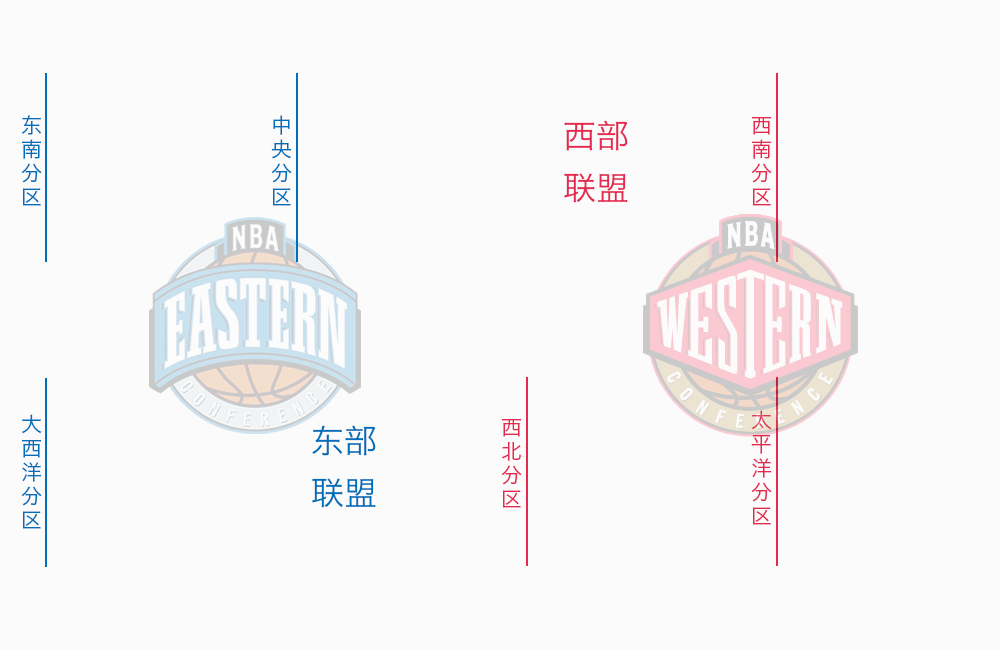 东南分区
中央分区
NBA
EASTERN
CONFERENCE
大西洋分区
东部
联盟
西部
联盟
西南分区
NBA
WESTERN
CONFERENCE
西北分区
太平洋分区